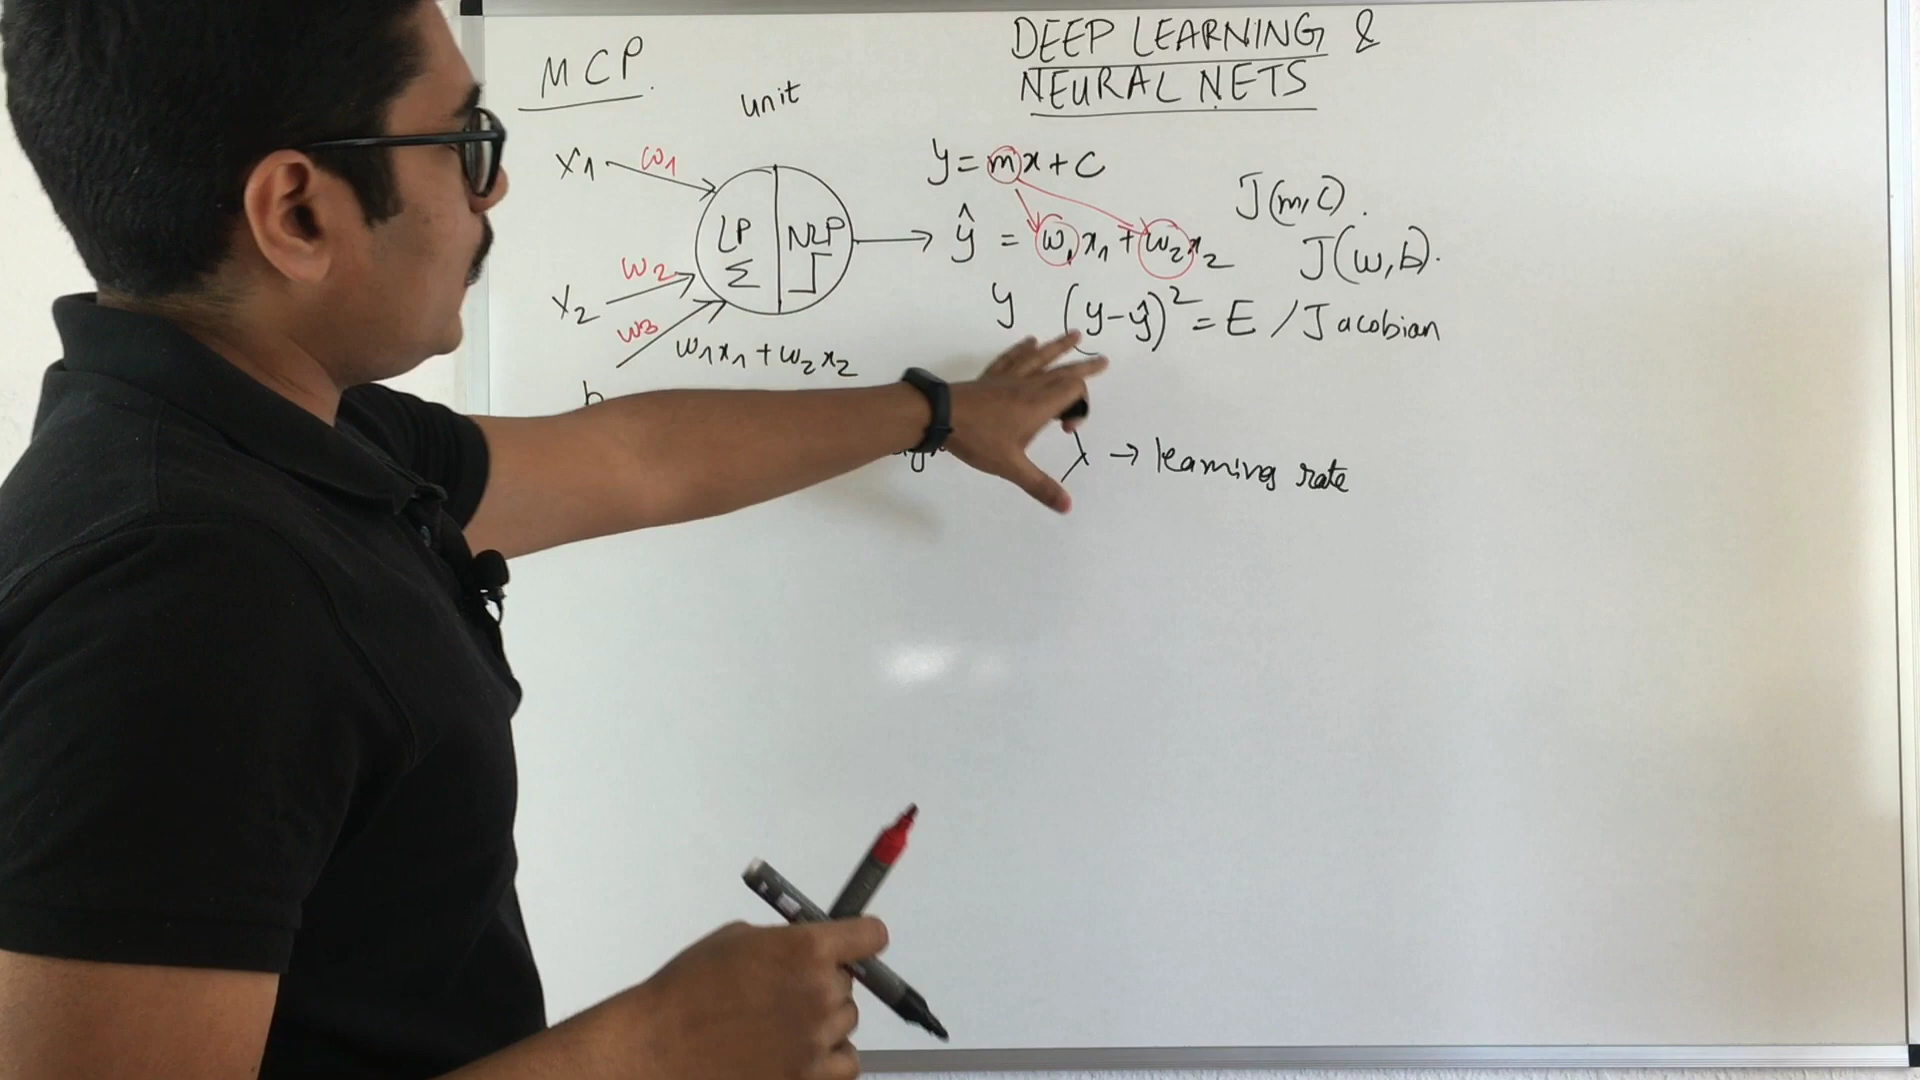 MCP.
DEEP LEARNING &
NEURAL NETS
unit
x1 w1
y = mx + c
J(m,c).
LP NLP
Σ
ŷ = w1x1 + w2x2
J(w,b).
w2
x2
y (y-ŷ)² = E / Jacobian
w3
w1x1 + w2x2
b
λ → learning rate